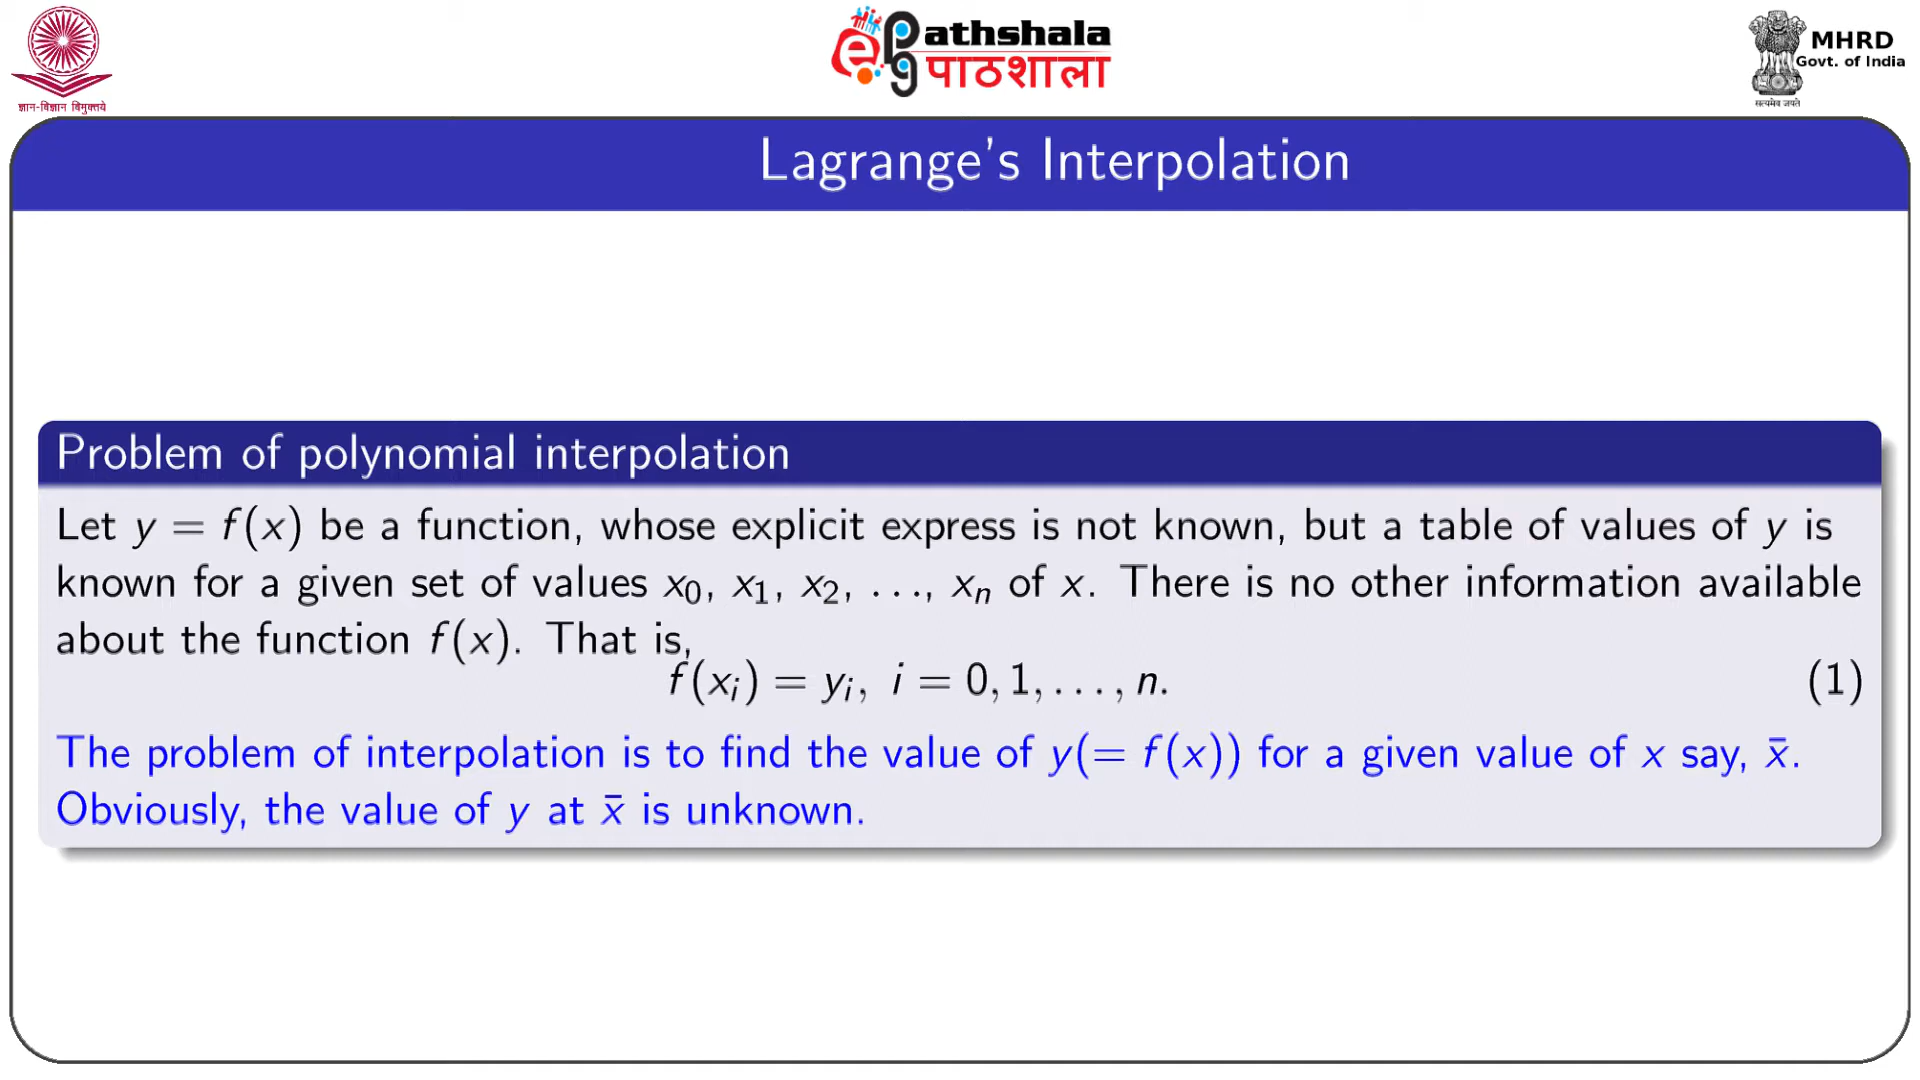 ज्ञान-विज्ञान विमुक्तये
ePG athshala
पाठशाला
MHRD
Govt. of India
सत्यमेव जयते
Lagrange's Interpolation
Problem of polynomial interpolation
Let y = f(x) be a function, whose explicit express is not known, but a table of values of y is
known for a given set of values x₀, x₁, x₂, ..., xₙ of x. There is no other information available
about the function f(x). That is,
f(xᵢ) = yᵢ, i = 0, 1, . . . , n. (1)
The problem of interpolation is to find the value of y(= f(x)) for a given value of x say, x̄.
Obviously, the value of y at x̄ is unknown.